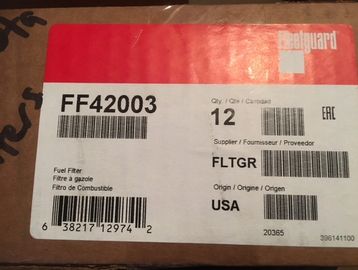 Fleetguard
FF42003
Qty. / Qté / Cantidad
12
EAC
Supplier / Fournisseur / Proveedor
FLTGR
Fuel Filter
Filtre à gazole
Filtro de Combustible
Origin / Origine / Origen
USA
6 38217 12974 2
20365
396141100